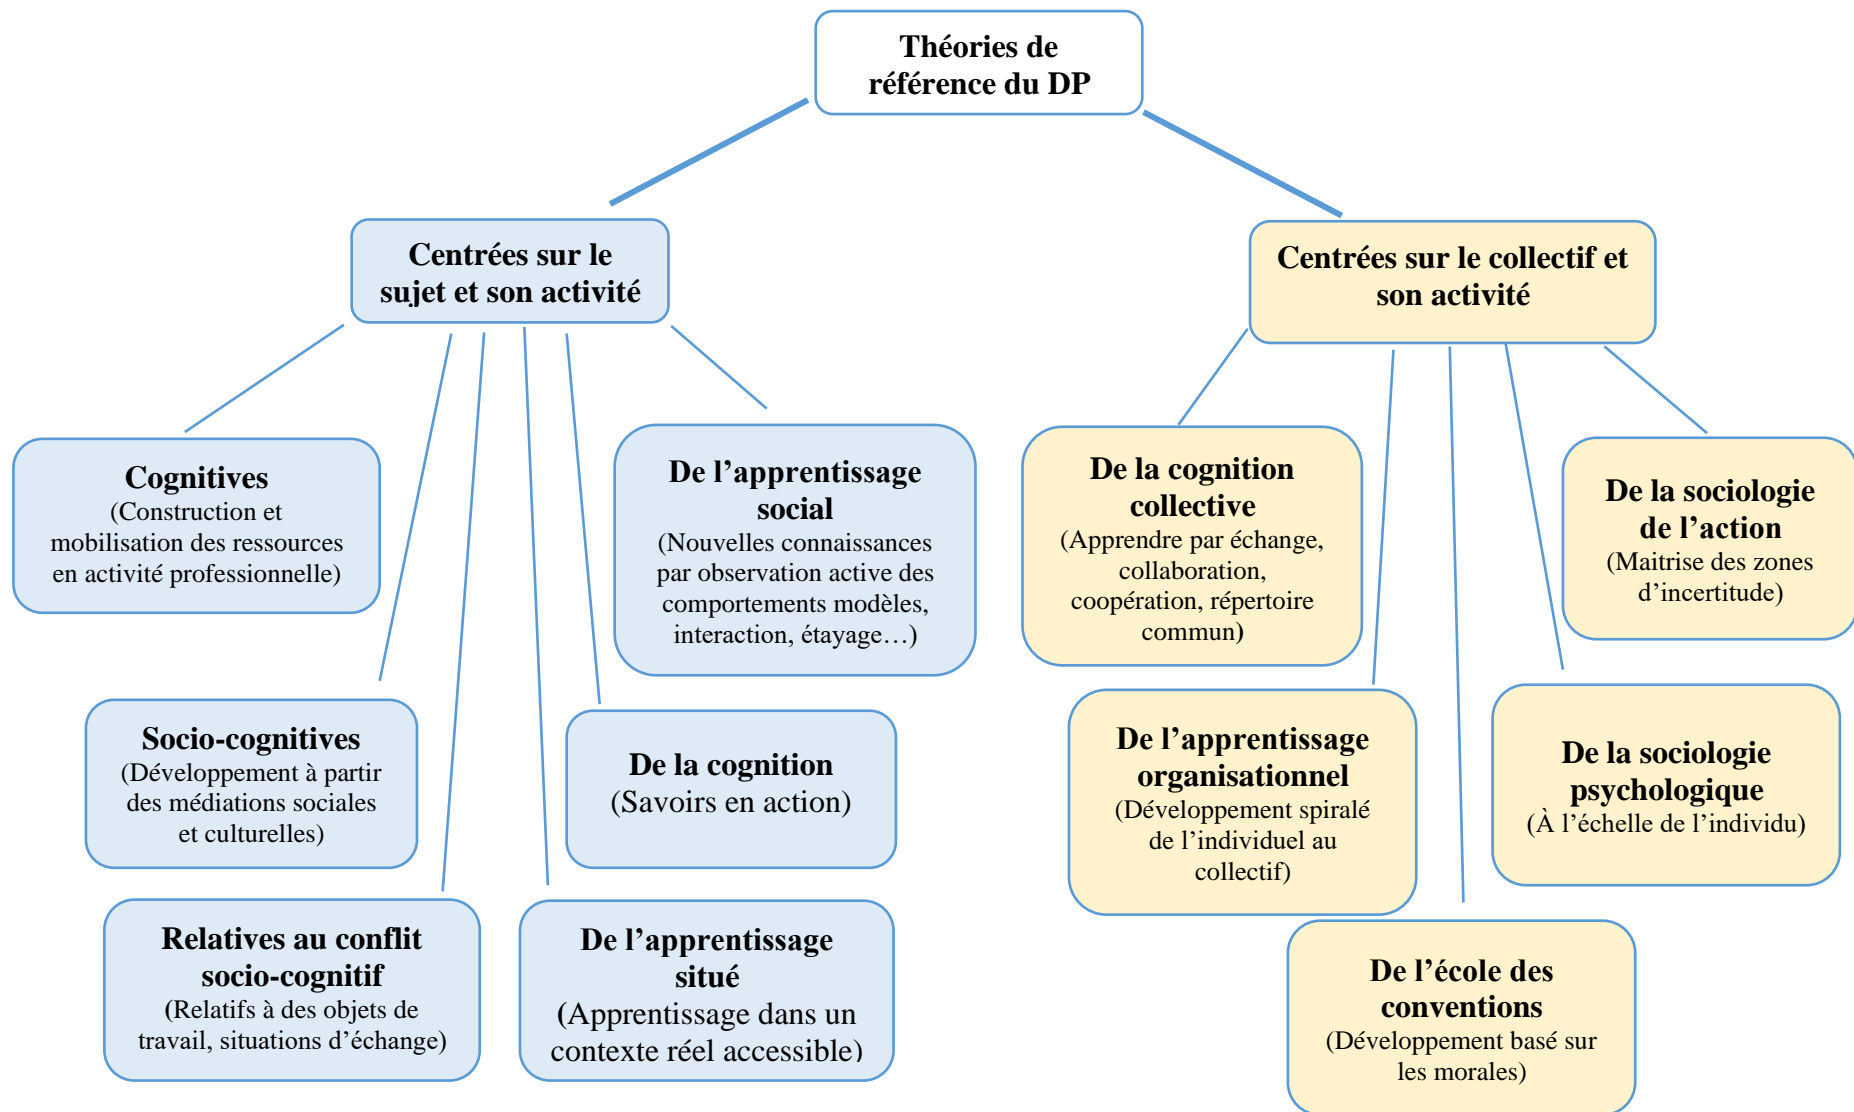 Théories de
référence du DP
Centrées sur le
sujet et son activité
Centrées sur le collectif et
son activité
Cognitives
(Construction et
mobilisation des ressources
en activité professionnelle)
De l’apprentissage
social
(Nouvelles connaissances
par observation active des
comportements modèles,
interaction, étayage…)
De la cognition
collective
(Apprendre par échange,
collaboration,
coopération, répertoire
commun)
De la sociologie
de l’action
(Maitrise des zones
d’incertitude)
Socio-cognitives
(Développement à partir
des médiations sociales
et culturelles)
De la cognition
(Savoirs en action)
De l’apprentissage
organisationnel
(Développement spiralé
de l’individuel au
collectif)
De la sociologie
psychologique
(À l’échelle de l’individu)
Relatives au conflit
socio-cognitif
(Relatifs à des objets de
travail, situations d’échange)
De l’apprentissage
situé
(Apprentissage dans un
contexte réel accessible)
De l’école des
conventions
(Développement basé sur
les morales)